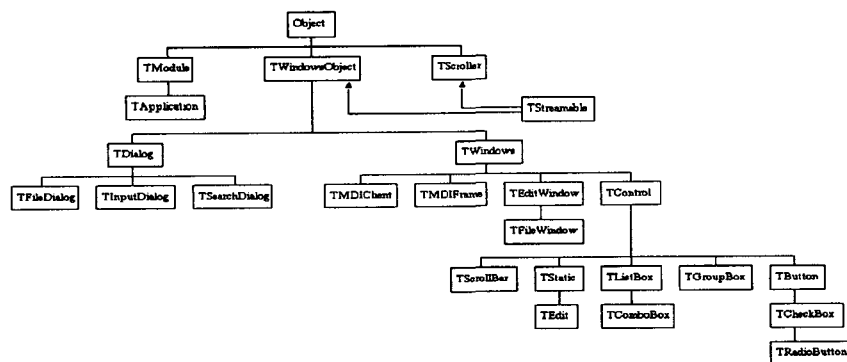 Object
TModule
TWindowsObject
TScroller
TApplication
TStreamable
TDialog
TWindows
TFileDialog
TInputDialog
TSearchDialog
TMDIClient
TMDIFrame
TEditWindow
TControl
TFileWindow
TScrollBar
TStatic
TListBox
TGroupBox
TButton
TEdit
TComboBox
TCheckBox
TRadioButton